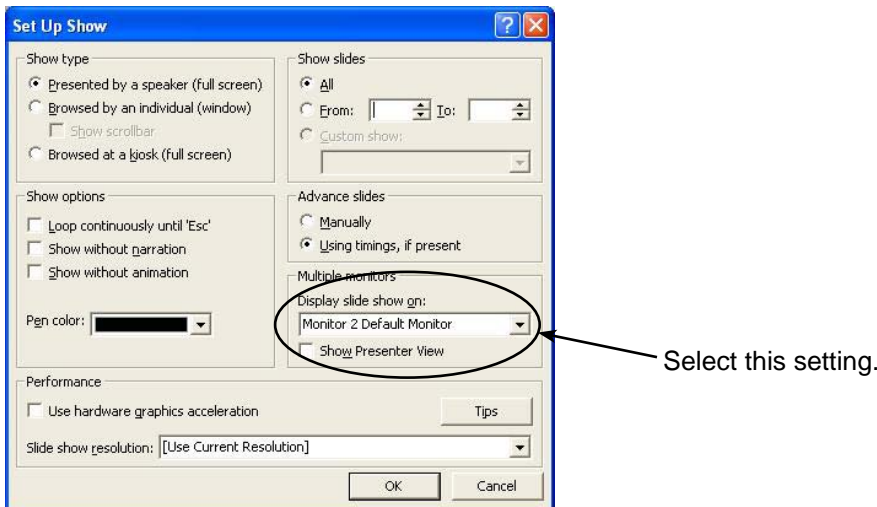 Set Up Show
Show type
Presented by a speaker (full screen)
Browsed by an individual (window)
Show scrollbar
Browsed at a kiosk (full screen)
Show slides
All
From: To:
Custom show:
Show options
Loop continuously until 'Esc'
Show without narration
Show without animation
Pen color:
Advance slides
Manually
Using timings, if present
Multiple monitors
Display slide show on:
Monitor 2 Default Monitor
Show Presenter View
Select this setting.
Performance
Use hardware graphics acceleration
Tips
Slide show resolution: [Use Current Resolution]
OK Cancel